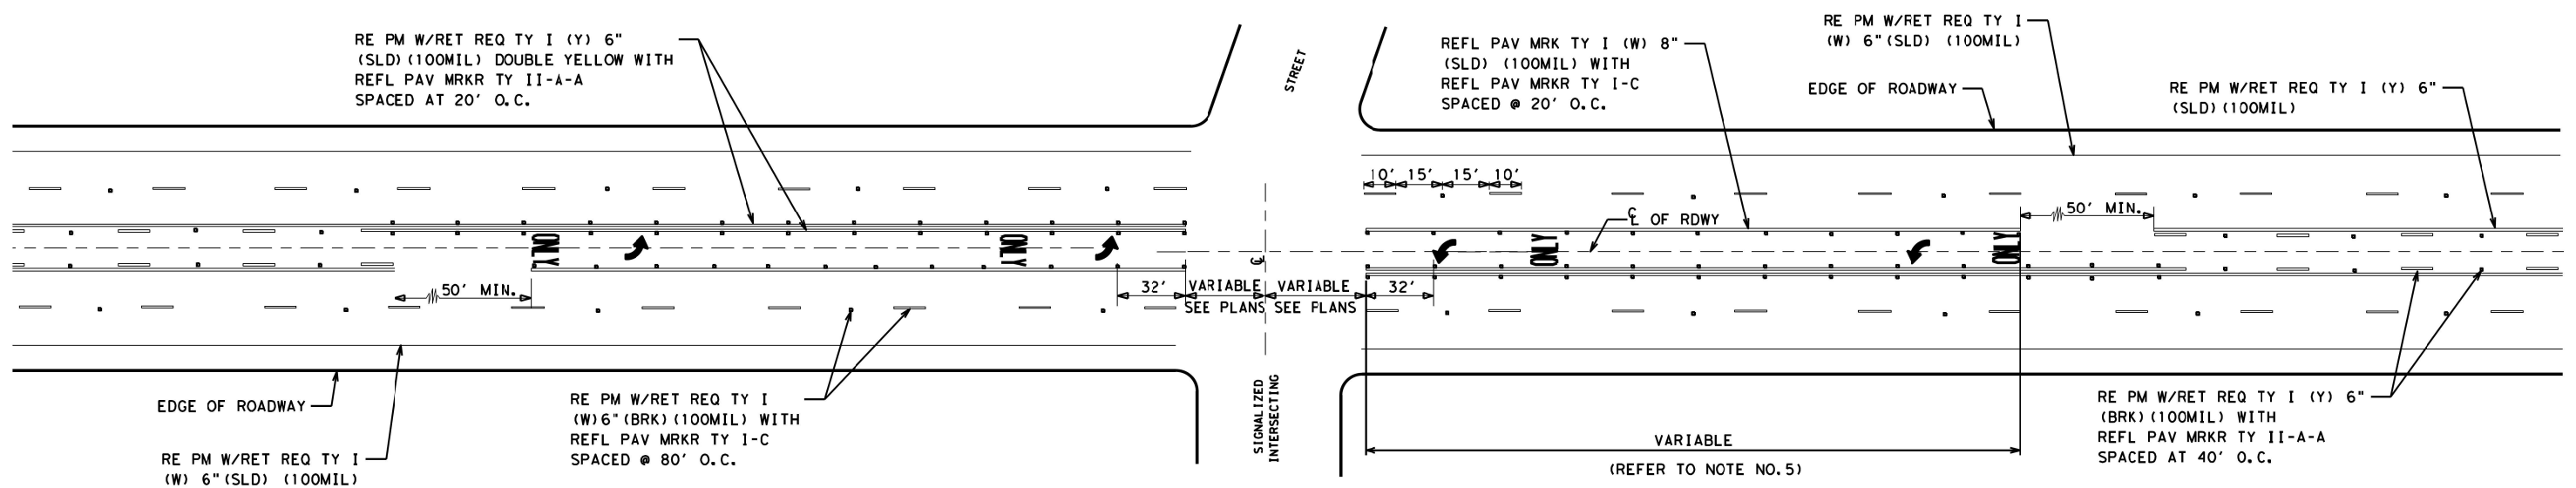 RE PM W/RET REQ TY I (Y) 6"
(SLD)(100MIL) DOUBLE YELLOW WITH
REFL PAV MRKR TY II-A-A
SPACED AT 20' O.C.
STREET
REFL PAV MRK TY I (W) 8"
(SLD) (100MIL) WITH
REFL PAV MRKR TY I-C
SPACED @ 20' O.C.
RE PM W/RET REQ TY I
(W) 6"(SLD) (100MIL)
EDGE OF ROADWAY
RE PM W/RET REQ TY I (Y) 6"
(SLD)(100MIL)
10' 15' 15' 10'
℄ OF RDWY
50' MIN.
ONLY
ONLY
ONLY
ONLY
℄
50' MIN.
32'
VARIABLE
SEE PLANS
VARIABLE
SEE PLANS
32'
EDGE OF ROADWAY
RE PM W/RET REQ TY I
(W) 6"(SLD) (100MIL)
RE PM W/RET REQ TY I
(W)6"(BRK)(100MIL) WITH
REFL PAV MRKR TY I-C
SPACED @ 80' O.C.
SIGNALIZED
INTERSECTING
VARIABLE
(REFER TO NOTE NO.5)
RE PM W/RET REQ TY I (Y) 6"
(BRK)(100MIL) WITH
REFL PAV MRKR TY II-A-A
SPACED AT 40' O.C.